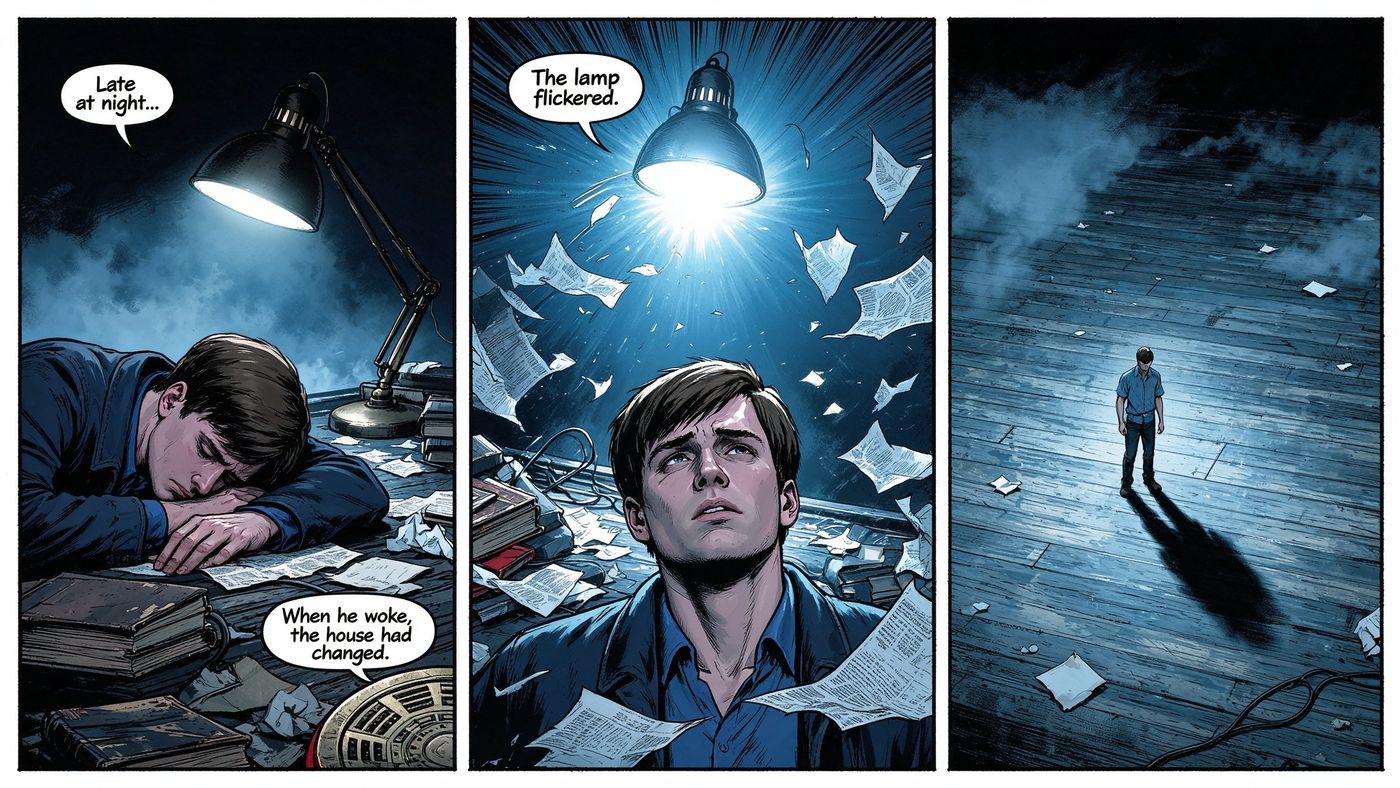 Late
at night...
When he woke,
the house had
changed.
The lamp
flickered.